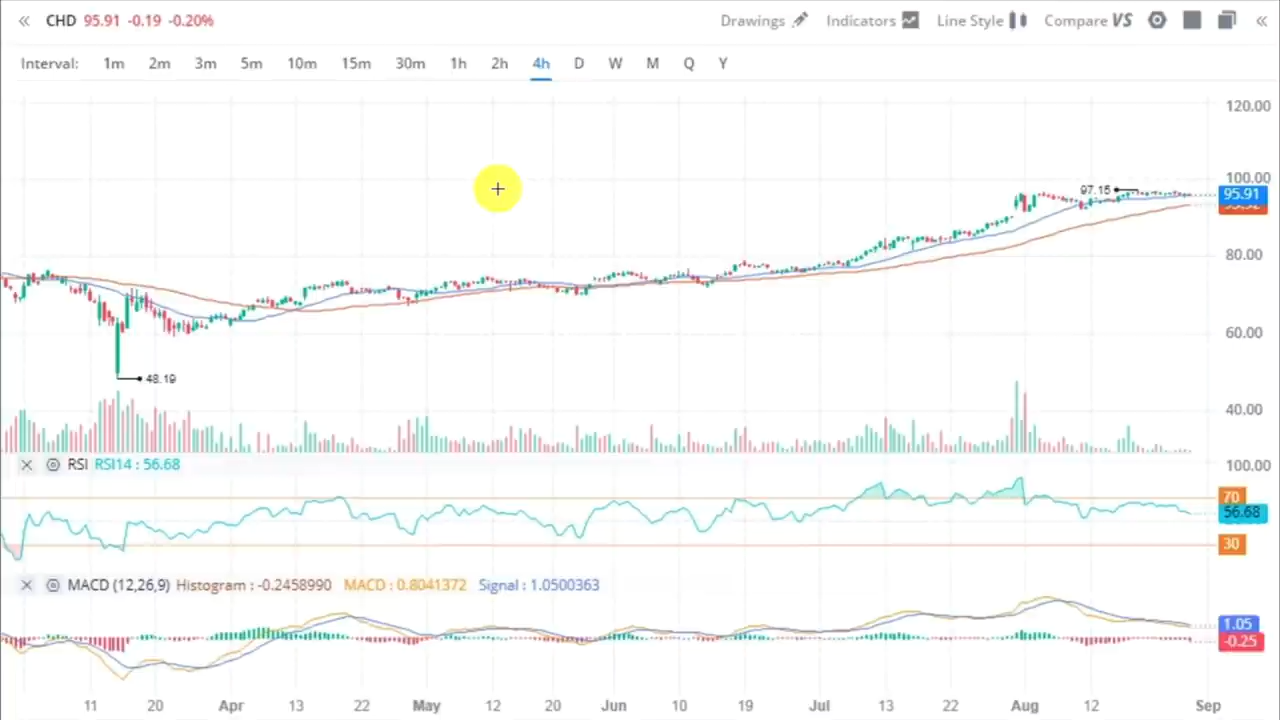 CHD 95.91 -0.19 -0.20% Drawings Indicators Line Style Compare VS
Interval: 1m 2m 3m 5m 10m 15m 30m 1h 2h 4h D W M Q Y
120.00
100.00
97.15
95.91
80.00
60.00
48.19
40.00
RSI RSI14 : 56.68
100.00
70
56.68
30
MACD (12,26,9) Histogram : -0.2458990 MACD : 0.8041372 Signal : 1.0500363
1.05
-0.25
11 20 Apr 13 22 May 12 20 Jun 10 19 Jul 13 22 Aug 12 Sep